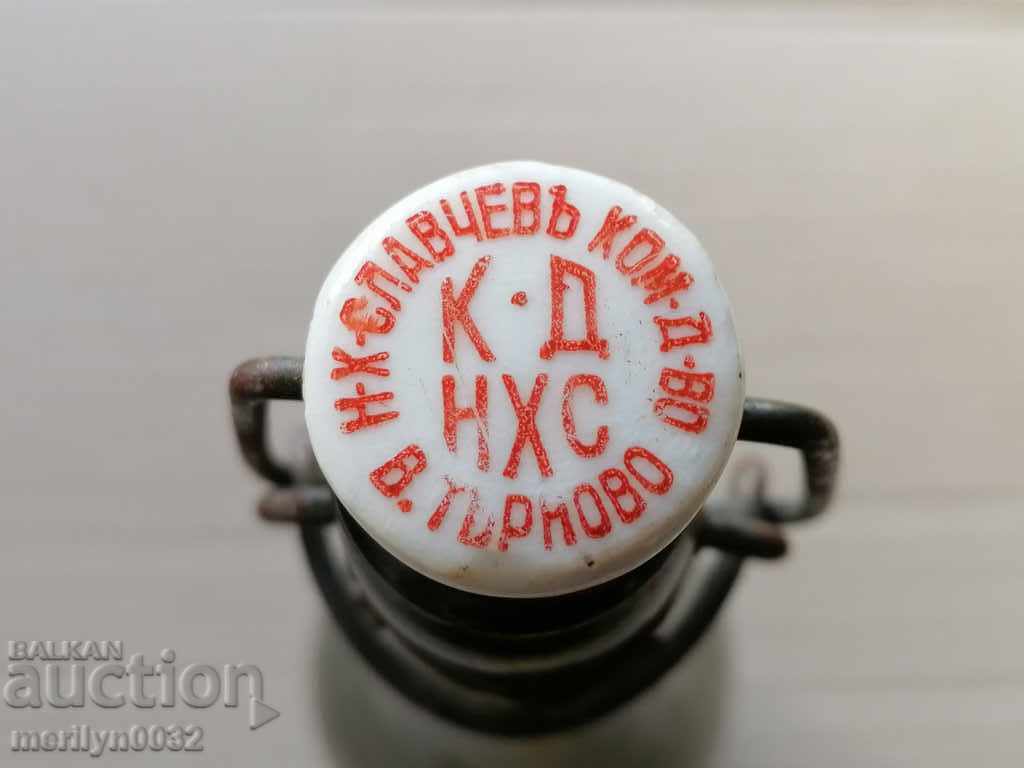 Н·Х·СЛАВЧЕВЪ КОМ·Д·ВО
К·Д
НХС
В. ТЪРНОВО
BALKAN
auction
merilyn0032